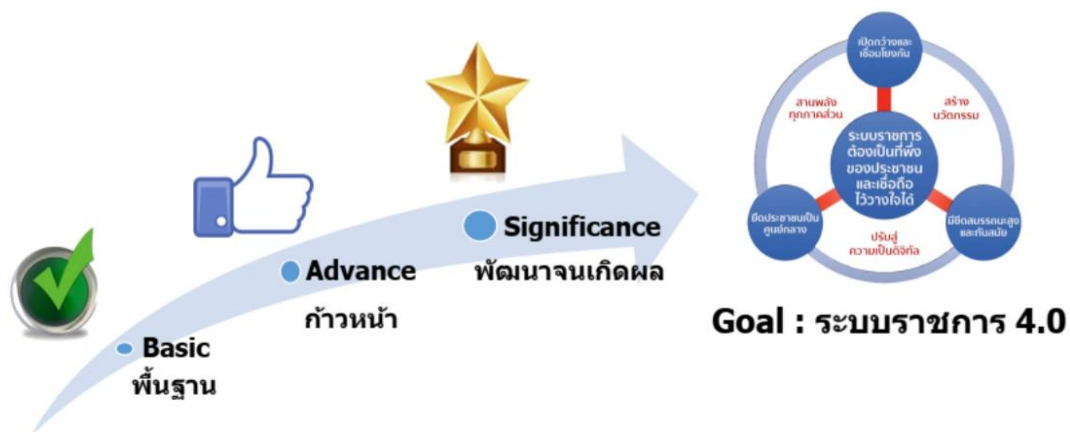 Basic
พื้นฐาน
Advance
ก้าวหน้า
Significance
พัฒนาจนเกิดผล
เปิดกว้างและ
เชื่อมโยงกัน
สานพลัง
ทุกภาคส่วน
สร้าง
นวัตกรรม
ระบบราชการ
ต้องเป็นที่พึ่ง
ของประชาชน
และเชื่อถือ
ไว้วางใจได้
ยึดประชาชนเป็น
ศูนย์กลาง
มีขีดสมรรถนะสูง
และทันสมัย
ปรับสู่
ความเป็นดิจิทัล
Goal : ระบบราชการ 4.0